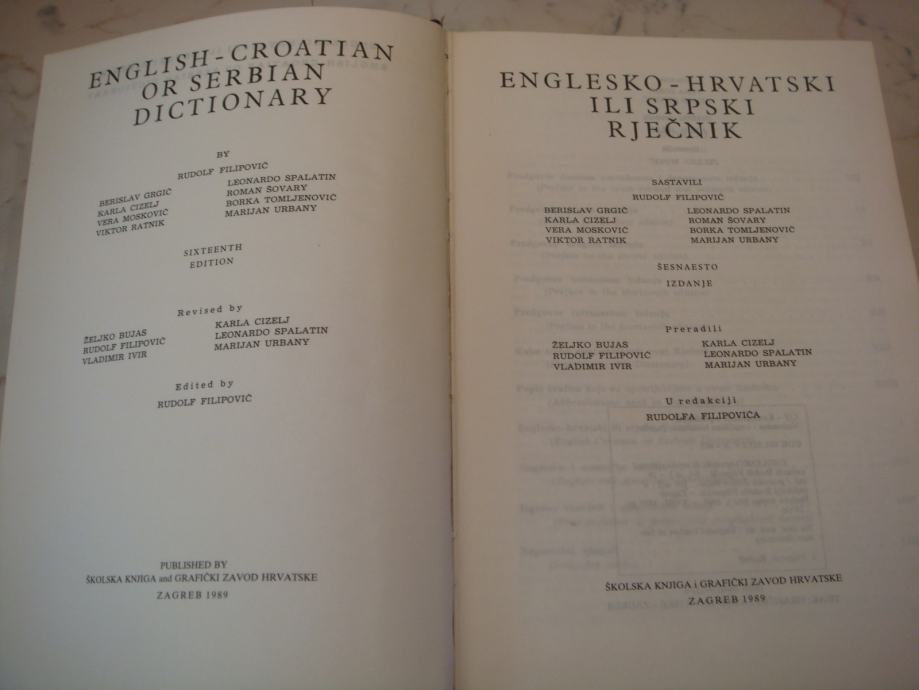 ENGLISH - CROATIAN
OR SERBIAN
DICTIONARY
BY
RUDOLF FILIPOVIĆ
BERISLAV GRGIĆ LEONARDO SPALATIN
KARLA CIZELJ ROMAN ŠOVARY
VERA MOSKOVIĆ BORKA TOMLJENOVIĆ
VIKTOR RATNIK MARIJAN URBANY
SIXTEENTH
EDITION
Revised by
ŽELJKO BUJAS KARLA CIZELJ
RUDOLF FILIPOVIĆ LEONARDO SPALATIN
VLADIMIR IVIR MARIJAN URBANY
Edited by
RUDOLF FILIPOVIĆ
PUBLISHED BY
ŠKOLSKA KNJIGA and GRAFIČKI ZAVOD HRVATSKE
ZAGREB 1989
ENGLESKO - HRVATSKI
ILI SRPSKI
RJEČNIK
SASTAVILI
RUDOLF FILIPOVIĆ
BERISLAV GRGIĆ LEONARDO SPALATIN
KARLA CIZELJ ROMAN ŠOVARY
VERA MOSKOVIĆ BORKA TOMLJENOVIĆ
VIKTOR RATNIK MARIJAN URBANY
ŠESNAESTO
IZDANJE
Preradili
ŽELJKO BUJAS KARLA CIZELJ
RUDOLF FILIPOVIĆ LEONARDO SPALATIN
VLADIMIR IVIR MARIJAN URBANY
U redakciji
RUDOLFA FILIPOVIĆA
ŠKOLSKA KNJIGA i GRAFIČKI ZAVOD HRVATSKE
ZAGREB 1989